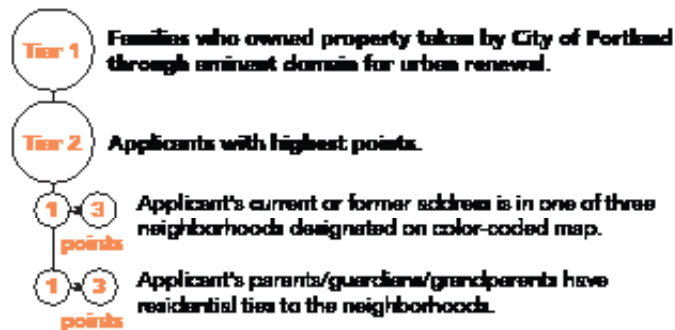 Tier 1
Families who owned property taken by City of Portland
through eminent domain for urban renewal.
Tier 2
Applicants with highest points.
1 3
points
Applicant's current or former address is in one of three
neighborhoods designated on color-coded map.
1 3
points
Applicant's parents/guardians/grandparents have
residential ties to the neighborhoods.